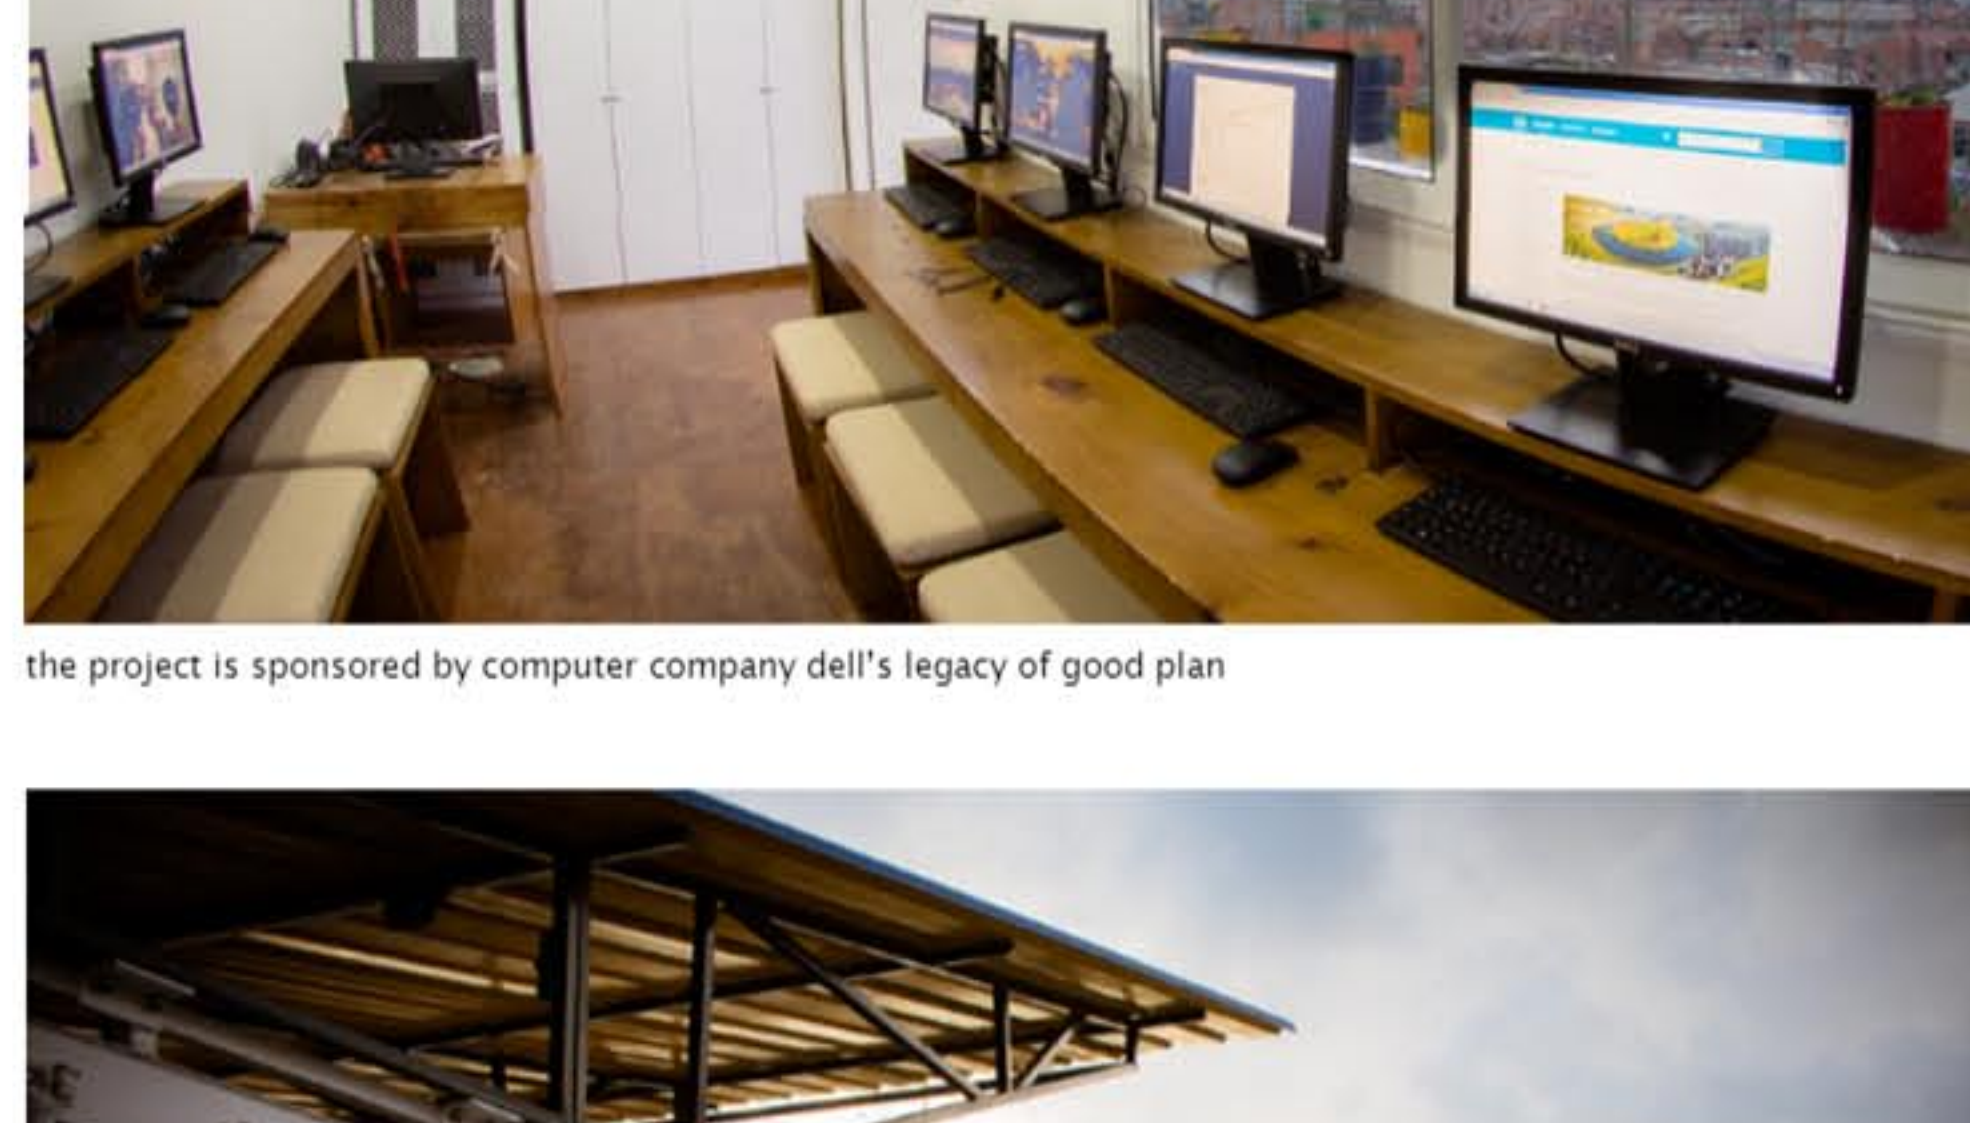 the project is sponsored by computer company dell's legacy of good plan